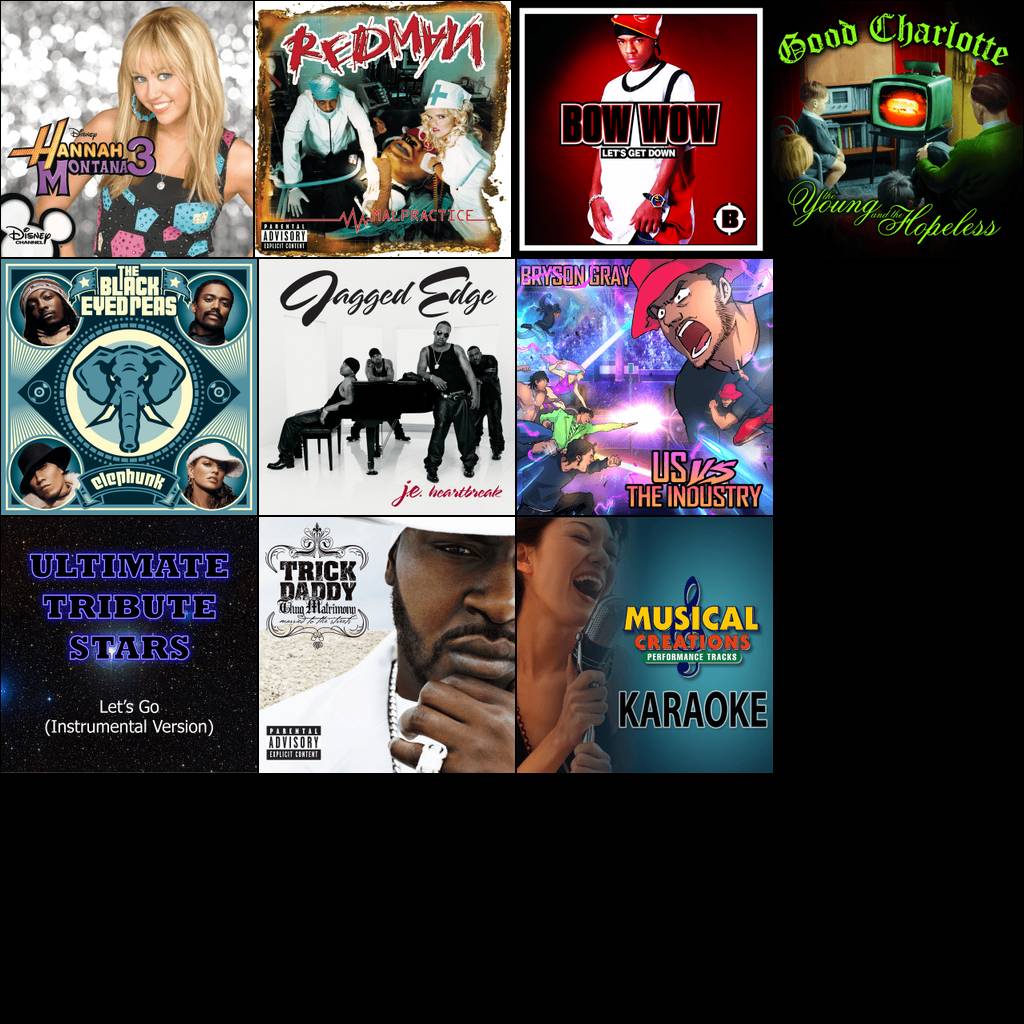 Disney
HANNAH
MONTANA 3
DISNEY
CHANNEL
REDMAN
MALPRACTICE
PARENTAL
ADVISORY
EXPLICIT CONTENT
BOW WOW
LET'S GET DOWN
B
Good Charlotte
the
Young and the
Hopeless
THE
BLACK
EYED PEAS
elephunk
Jagged Edge
j.e. heartbreak
BRYSON GRAY
US VS
THE INDUSTRY
ULTIMATE
TRIBUTE
STARS
Let's Go
(Instrumental Version)
TRICK
DADDY
Thug Matrimony
married to the streets
PARENTAL
ADVISORY
EXPLICIT CONTENT
MUSICAL
CREATIONS
PERFORMANCE TRACKS
KARAOKE